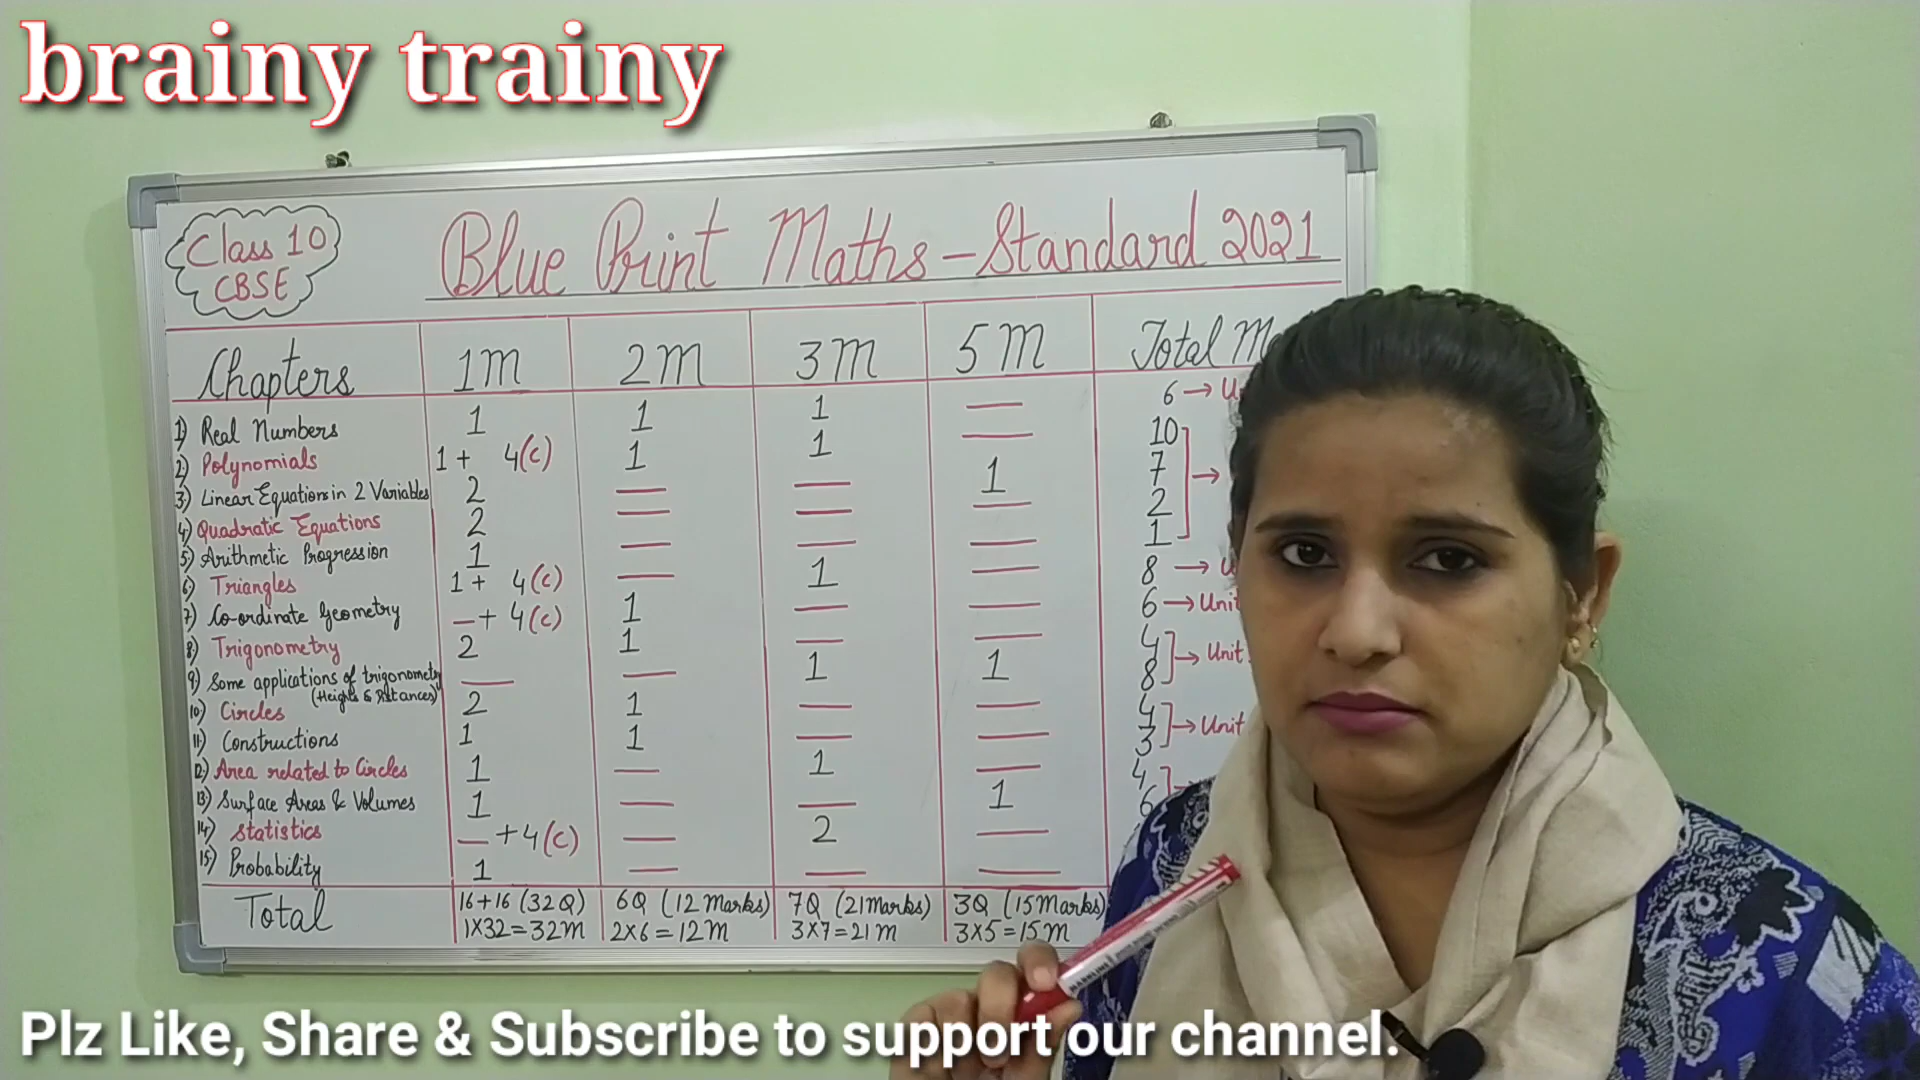 brainy trainy
Class 10
CBSE
Blue Print Maths - Standard 2021
Chapters 1M 2M 3M 5M Total M
1) Real Numbers 1 1 1 — 6 →
2) Polynomials 1 + 4(c) 1 1 — 10
3) Linear Equations in 2 Variables 2 — — 1 7 →
4) Quadratic Equations 2 — — — 2
5) Arithmetic Progression 1 — — — 1
6) Triangles 1 + 4(c) — 1 — 8 →
7) Co-ordinate Geometry — + 4(c) 1 — — 6 → Unit
8) Trigonometry 2 1 — — 4
9) Some applications of trigonometry — — 1 1 8 → Unit
(Heights & Distances)
10) Circles 2 1 — — 4
11) Constructions 1 1 — — 3 → Unit
12) Area related to Circles 1 — 1 — 4
13) Surface Areas & Volumes 1 — — 1 6
14) Statistics — + 4(c) — 2 —
15) Probability 1 — — —
Total 16+16 (32Q) 6Q (12 Marks) 7Q (21 Marks) 3Q (15 Marks)
1X32=32M 2X6=12M 3X7=21M 3X5=15M
Plz Like, Share & Subscribe to support our channel.